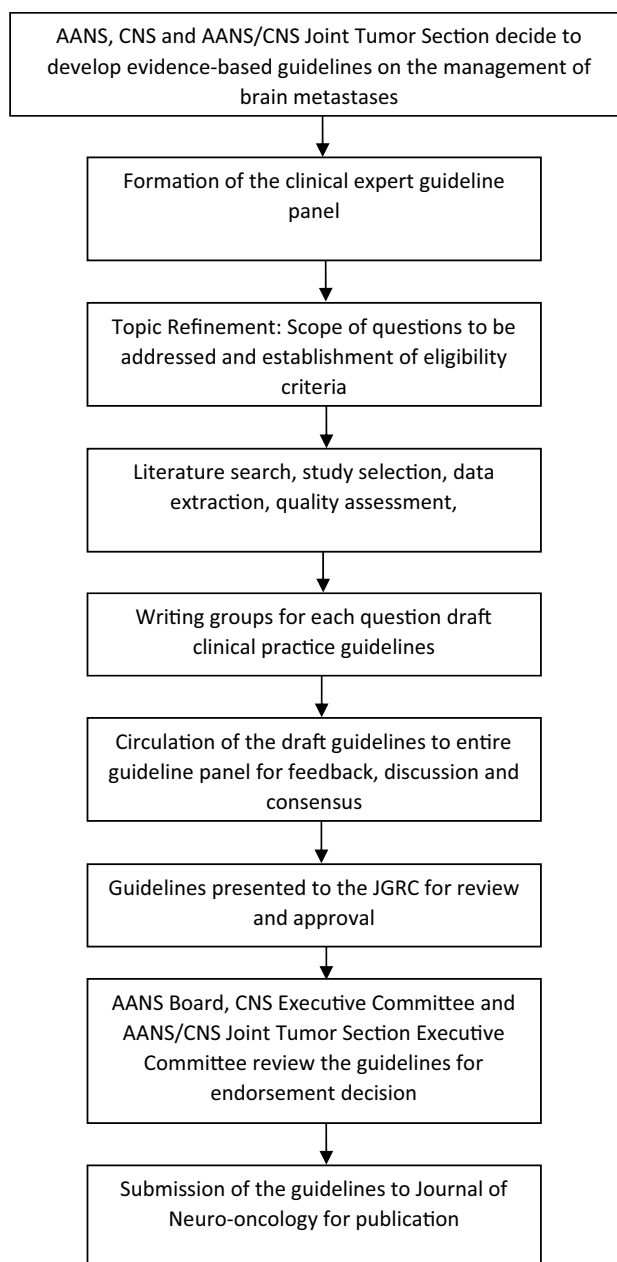 AANS, CNS and AANS/CNS Joint Tumor Section decide to
develop evidence-based guidelines on the management of
brain metastases
Formation of the clinical expert guideline
panel
Topic Refinement: Scope of questions to be
addressed and establishment of eligibility
criteria
Literature search, study selection, data
extraction, quality assessment,
Writing groups for each question draft
clinical practice guidelines
Circulation of the draft guidelines to entire
guideline panel for feedback, discussion and
consensus
Guidelines presented to the JGRC for review
and approval
AANS Board, CNS Executive Committee and
AANS/CNS Joint Tumor Section Executive
Committee review the guidelines for
endorsement decision
Submission of the guidelines to Journal of
Neuro-oncology for publication